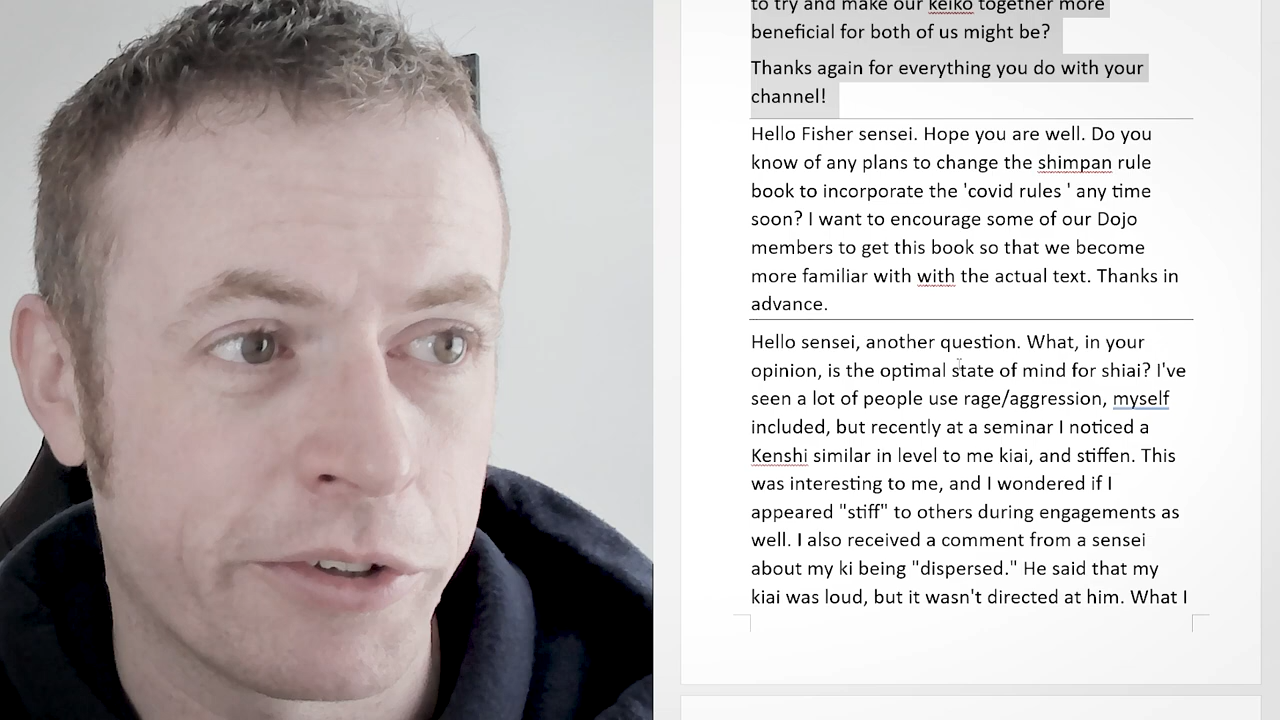 to try and make our keiko together more
beneficial for both of us might be?
Thanks again for everything you do with your
channel!
Hello Fisher sensei. Hope you are well. Do you
know of any plans to change the shimpan rule
book to incorporate the 'covid rules ' any time
soon? I want to encourage some of our Dojo
members to get this book so that we become
more familiar with with the actual text. Thanks in
advance.
Hello sensei, another question. What, in your
opinion, is the optimal state of mind for shiai? I've
seen a lot of people use rage/aggression, myself
included, but recently at a seminar I noticed a
Kenshi similar in level to me kiai, and stiffen. This
was interesting to me, and I wondered if I
appeared "stiff" to others during engagements as
well. I also received a comment from a sensei
about my ki being "dispersed." He said that my
kiai was loud, but it wasn't directed at him. What I